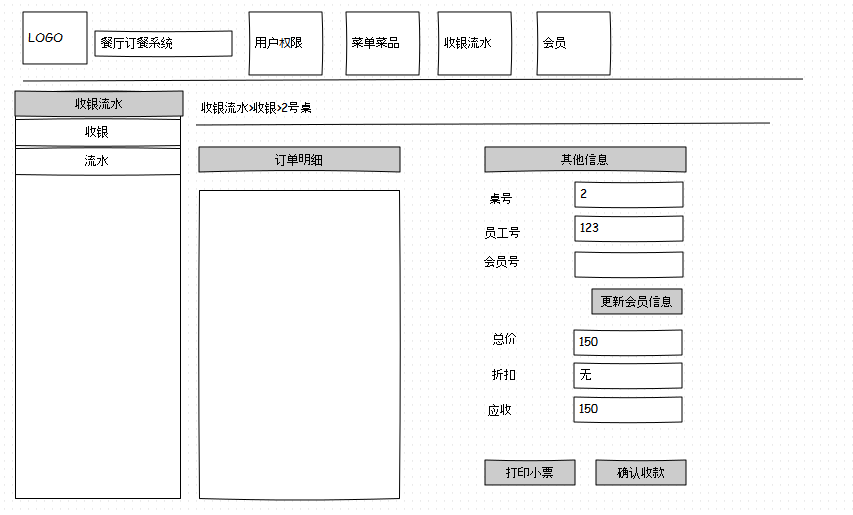 LOGO
餐厅订餐系统
用户权限
菜单菜品
收银流水
会员
收银流水
收银
流水
收银流水>收银>2号桌
订单明细
其他信息
桌号 2
员工号 123
会员号
更新会员信息
总价 150
折扣 无
应收 150
打印小票
确认收款